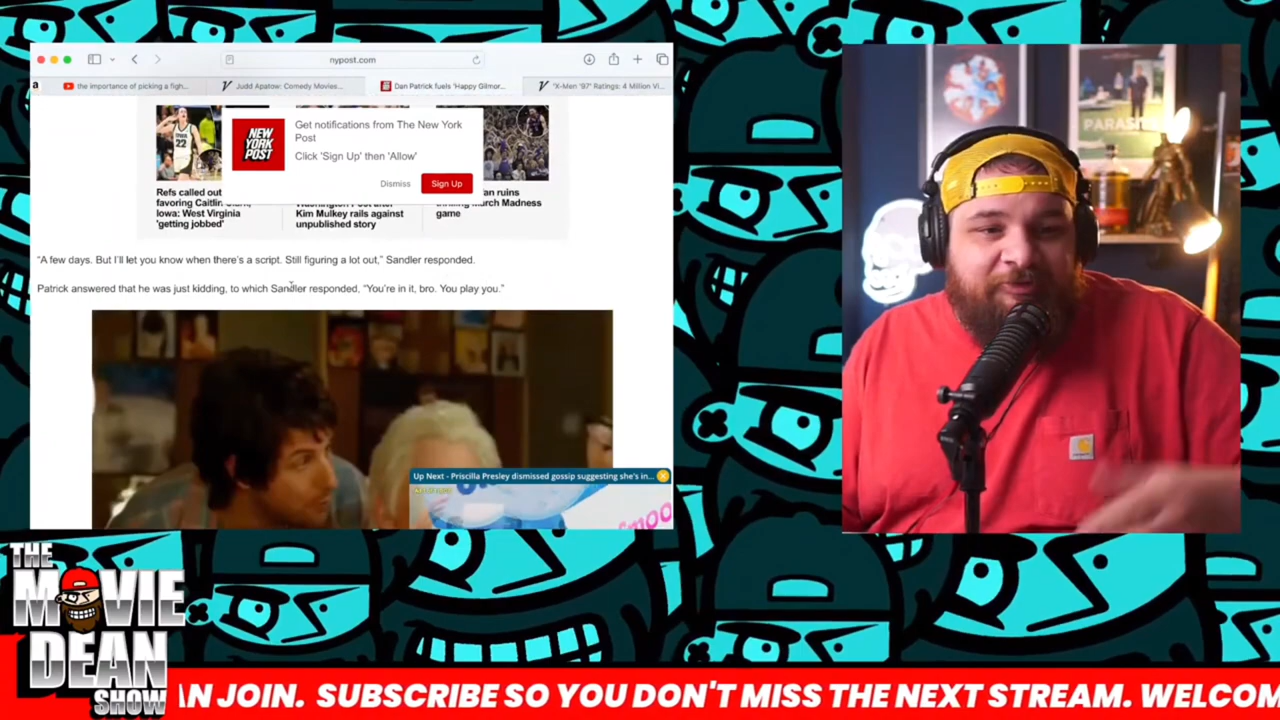 nypost.com
a
the importance of picking a figh...
Judd Apatow: Comedy Movies...
Dan Patrick fuels 'Happy Gilmor...
"X-Men '97" Ratings: 4 Million Vi...
22
NEW
YORK
POST
Get notifications from The New York
Post
Click 'Sign Up' then 'Allow'
Dismiss
Sign Up
Refs called out
favoring Caitlin Clark,
Iowa: West Virginia
'getting jobbed'
Washington Post after
Kim Mulkey rails against
unpublished story
an ruins
thrilling March Madness
game
“A few days. But I’ll let you know when there’s a script. Still figuring a lot out,” Sandler responded.
Patrick answered that he was just kidding, to which Sandler responded, “You’re in it, bro. You play you.”
Up Next - Priscilla Presley dismissed gossip suggesting she's in...
PARASITE
THE
MOVIE
DEAN
SHOW
AN JOIN. SUBSCRIBE SO YOU DON'T MISS THE NEXT STREAM. WELCOM